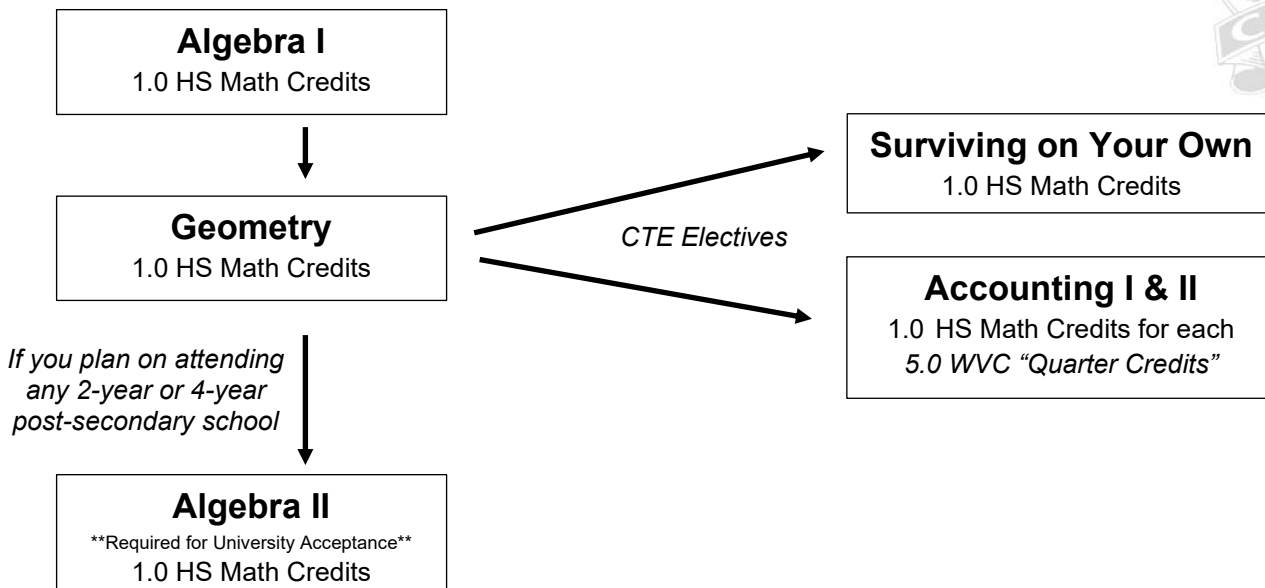 Algebra I
1.0 HS Math Credits
Geometry
1.0 HS Math Credits
CTE Electives
Surviving on Your Own
1.0 HS Math Credits
Accounting I & II
1.0 HS Math Credits for each
5.0 WVC “Quarter Credits”
If you plan on attending
any 2-year or 4-year
post-secondary school
Algebra II
**Required for University Acceptance**
1.0 HS Math Credits